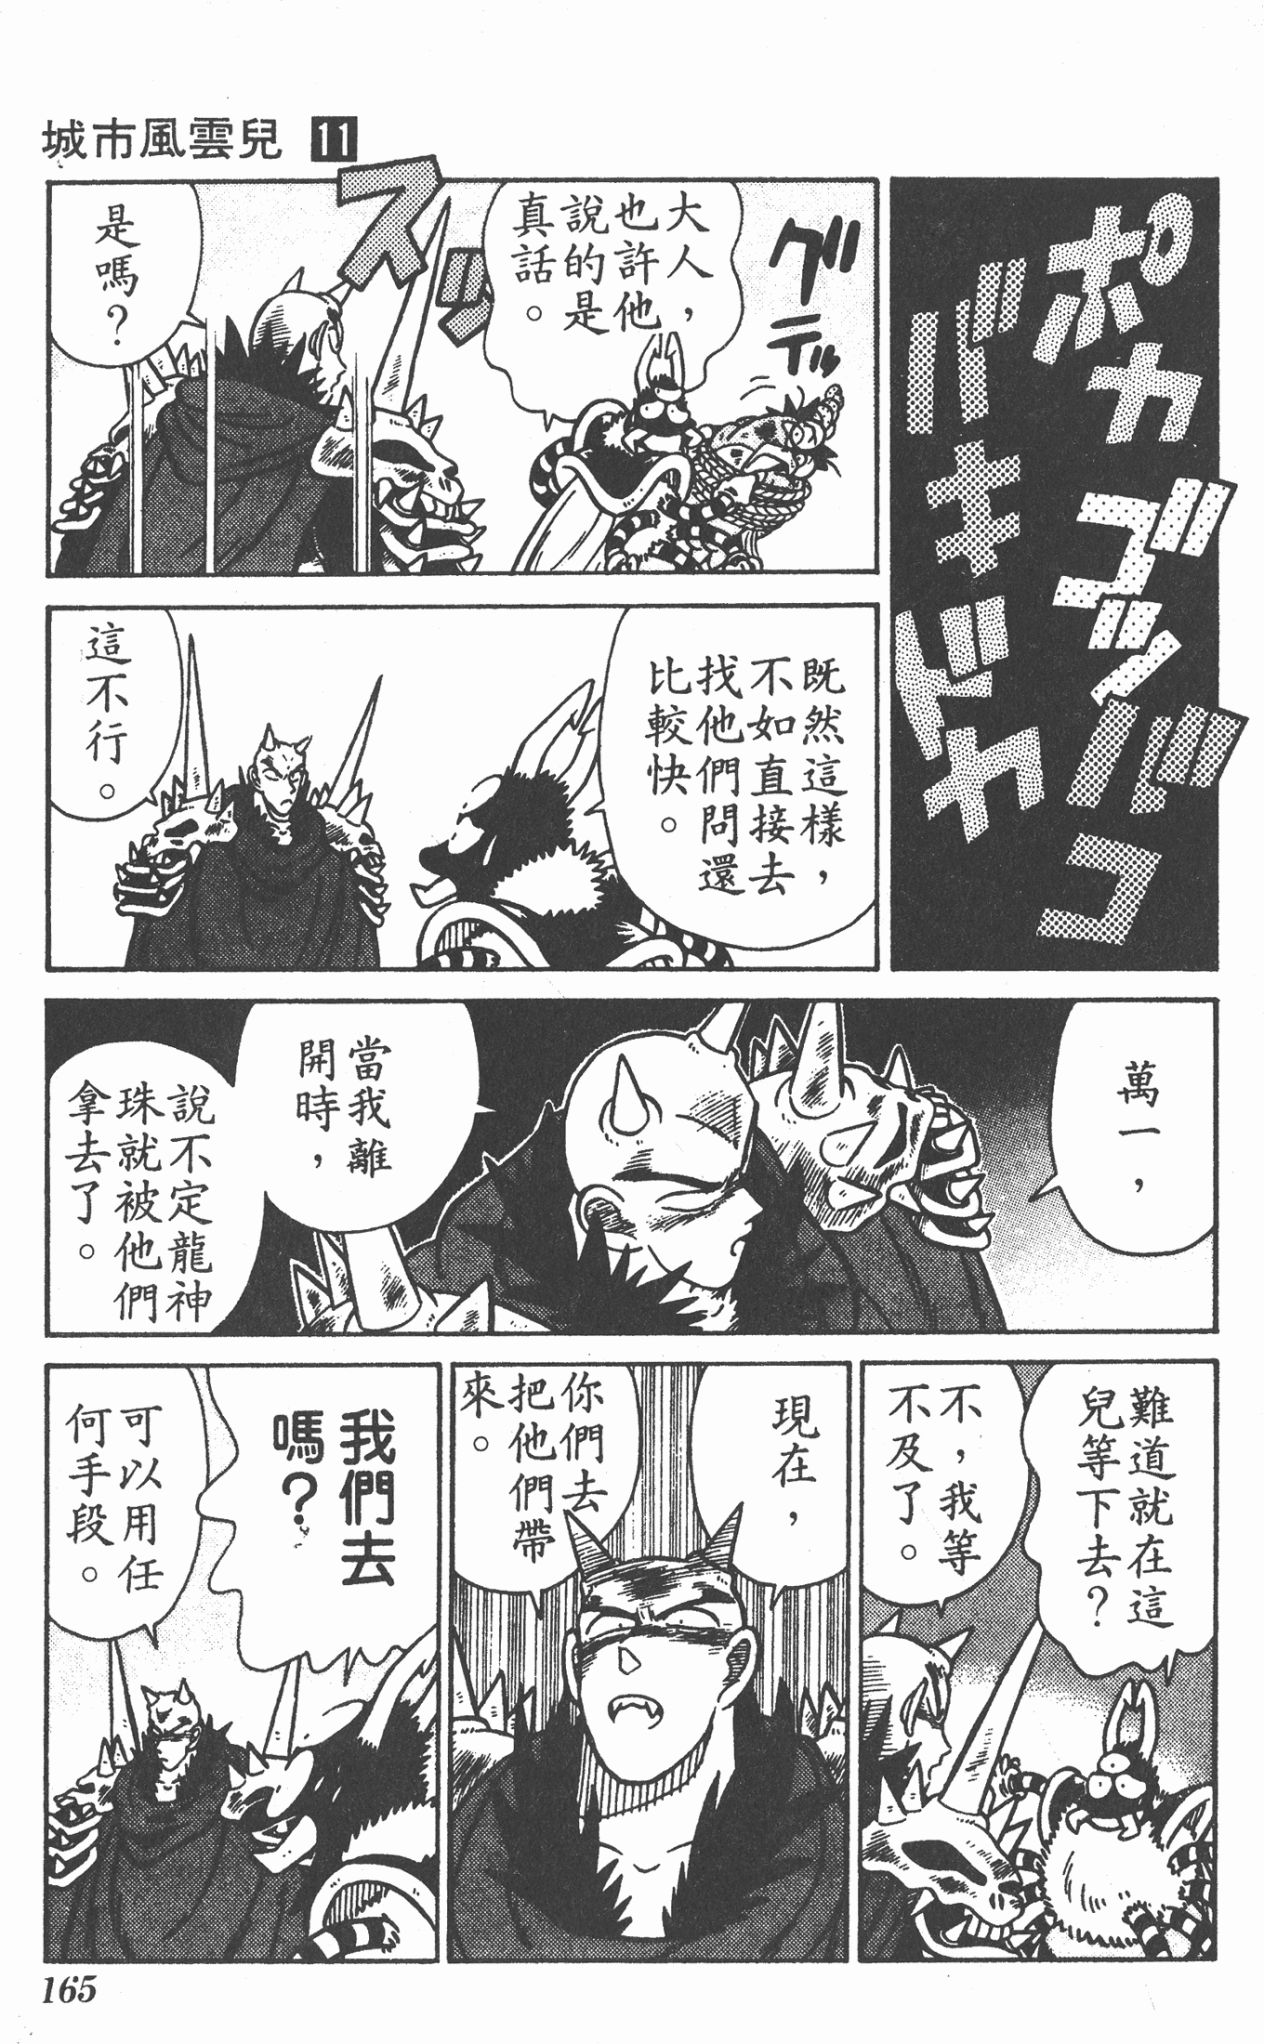 城市風雲兒 11
ポカ
ブッ
バコ
バキ
ドカ
グル
テル
大人，
也許他
說的是
真話。
スッ
是嗎？
既然這樣，
不如直接去
找他們問還
比較快。
這不行。
萬一，
當我離
開時，
說不定龍神
珠就被他們
拿去了。
難道就在這
兒等下去？
不，我等
不及了。
現在，
你們去
把他們帶
來。
我們去
嗎？
可以用任
何手段。
165